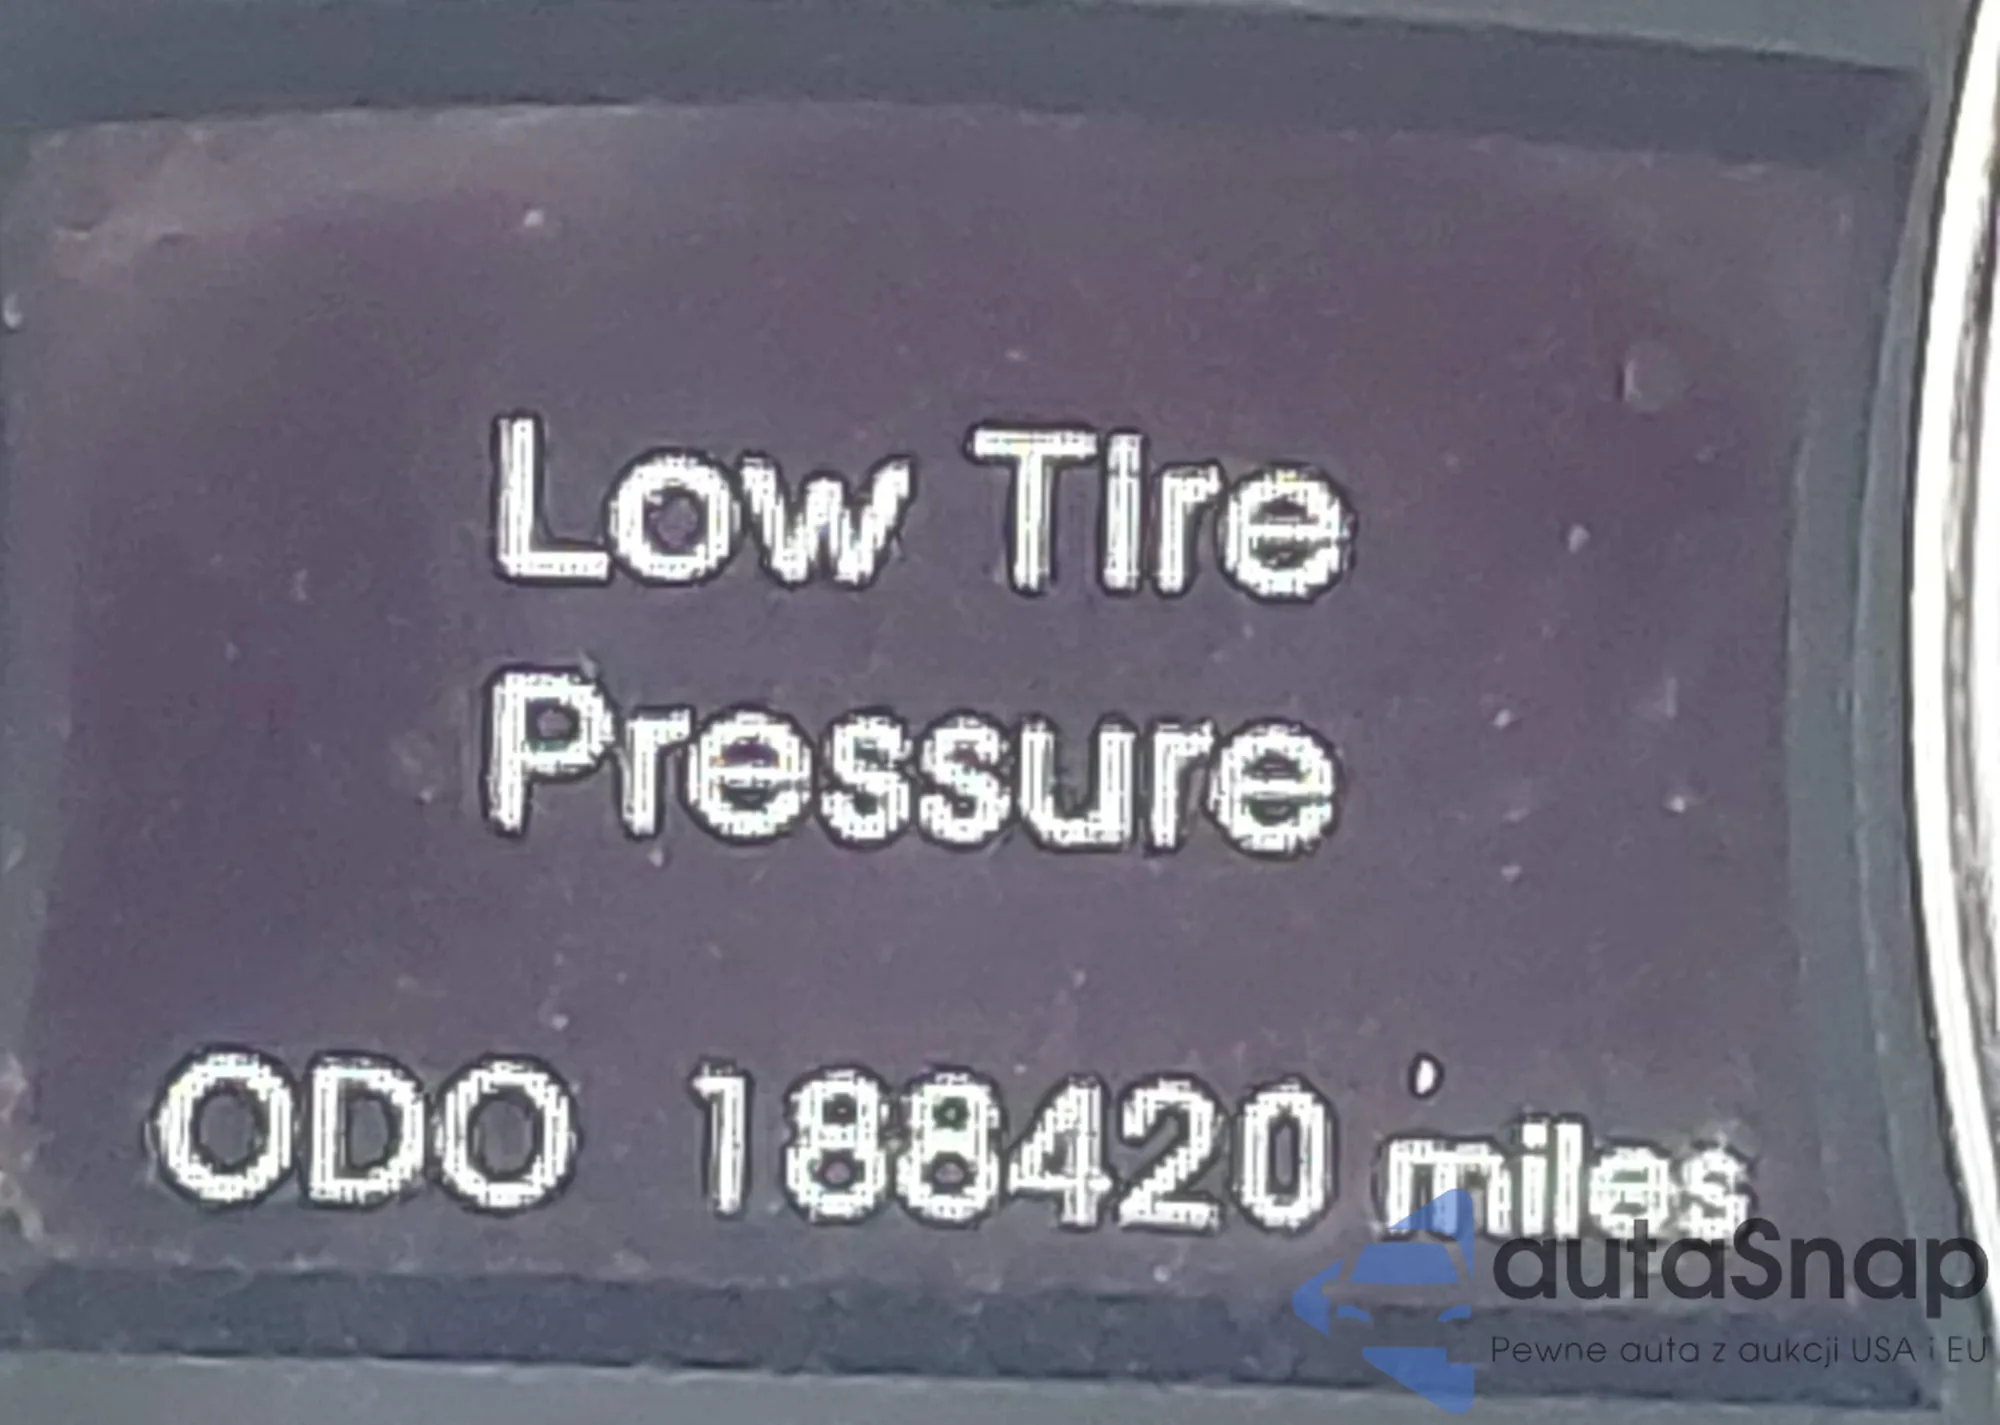 Low Tire
Pressure
ODO 188420 miles
autaSnap
Pewne auta z aukcji USA i EU